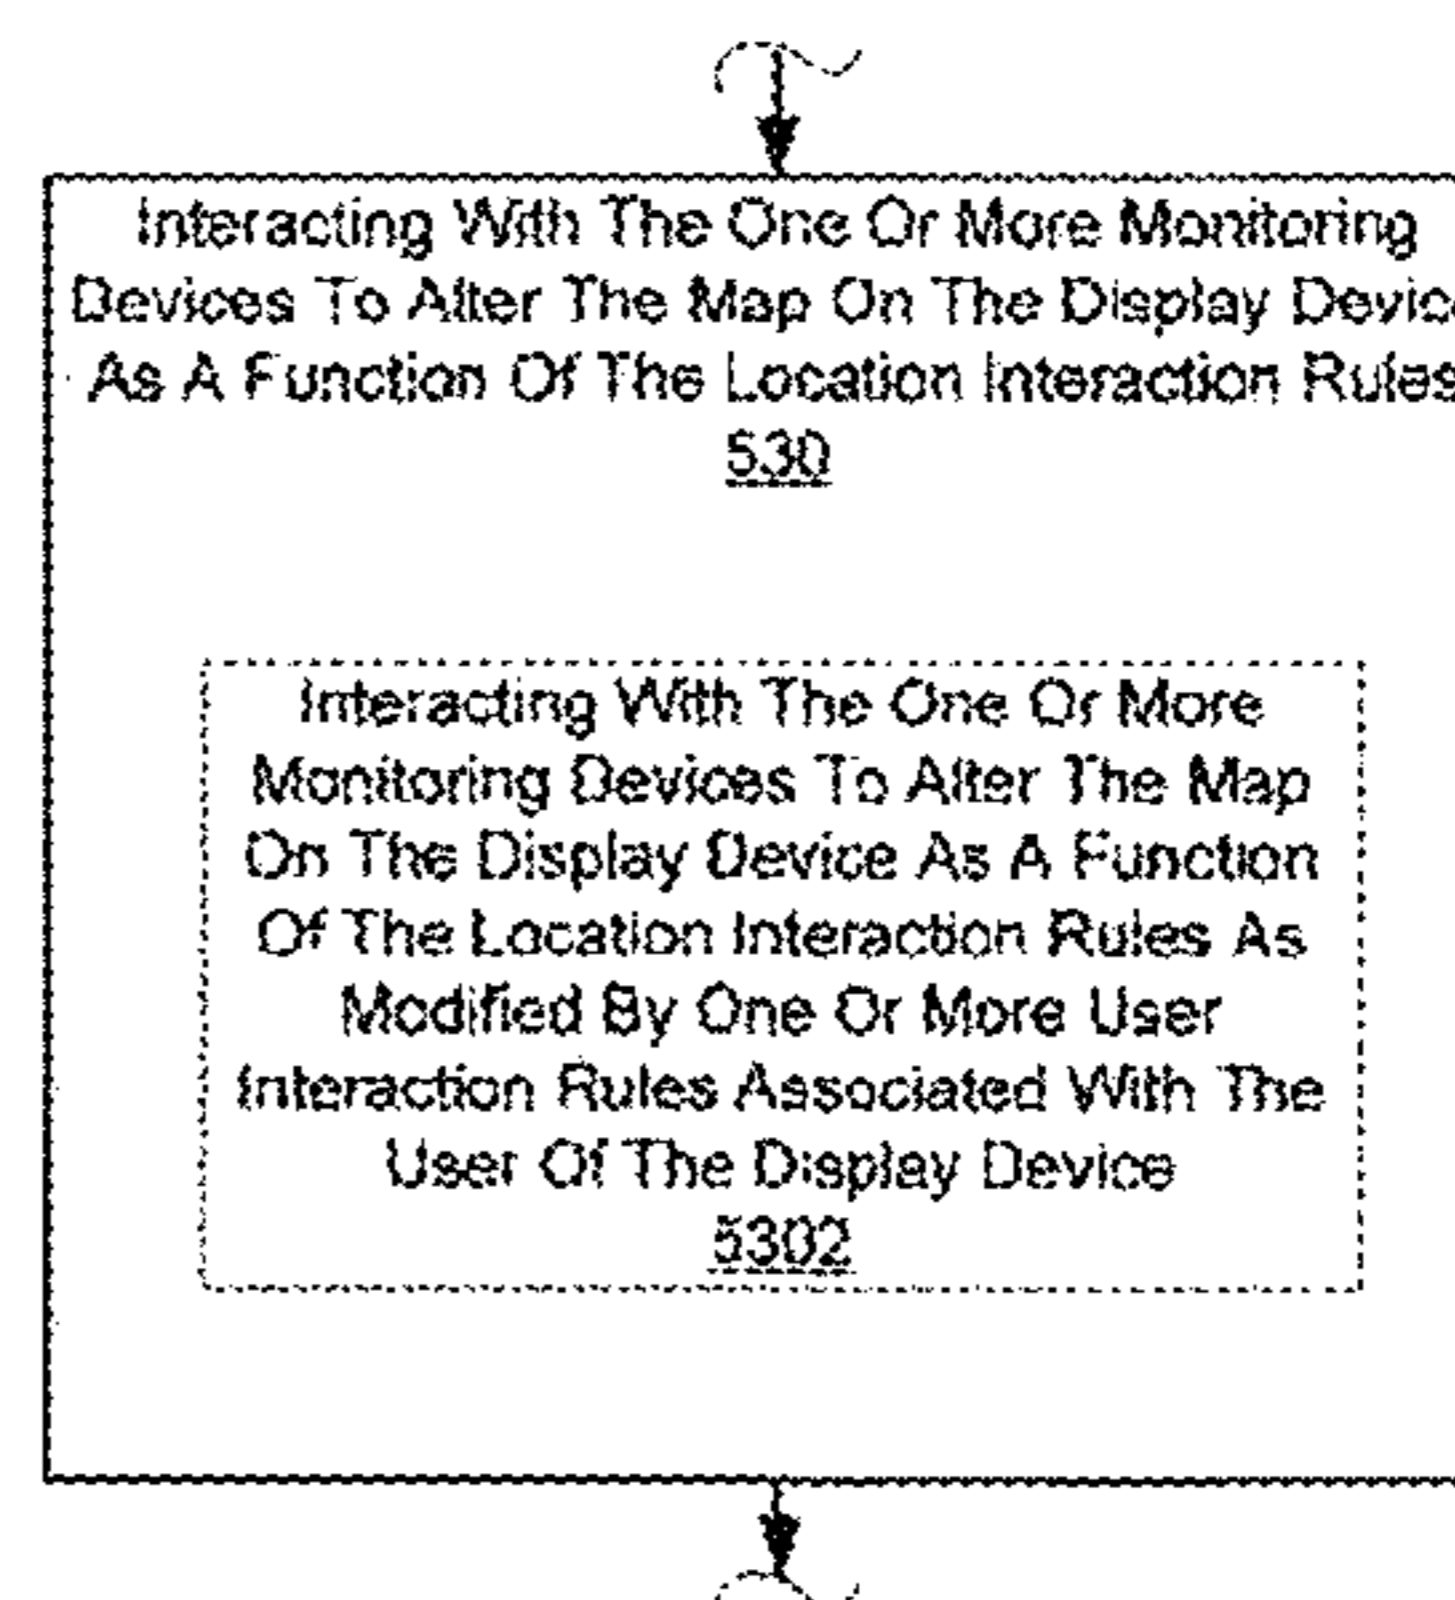 Interacting With The One Or More Monitoring
Devices To Alter The Map On The Display Devic
As A Function Of The Location Interaction Rules
530
Interacting With The One Or More
Monitoring Devices To Alter The Map
On The Display Device As A Function
Of The Location Interaction Rules As
Modified By One Or More User
Interaction Rules Associated With The
User Of The Display Device
5302